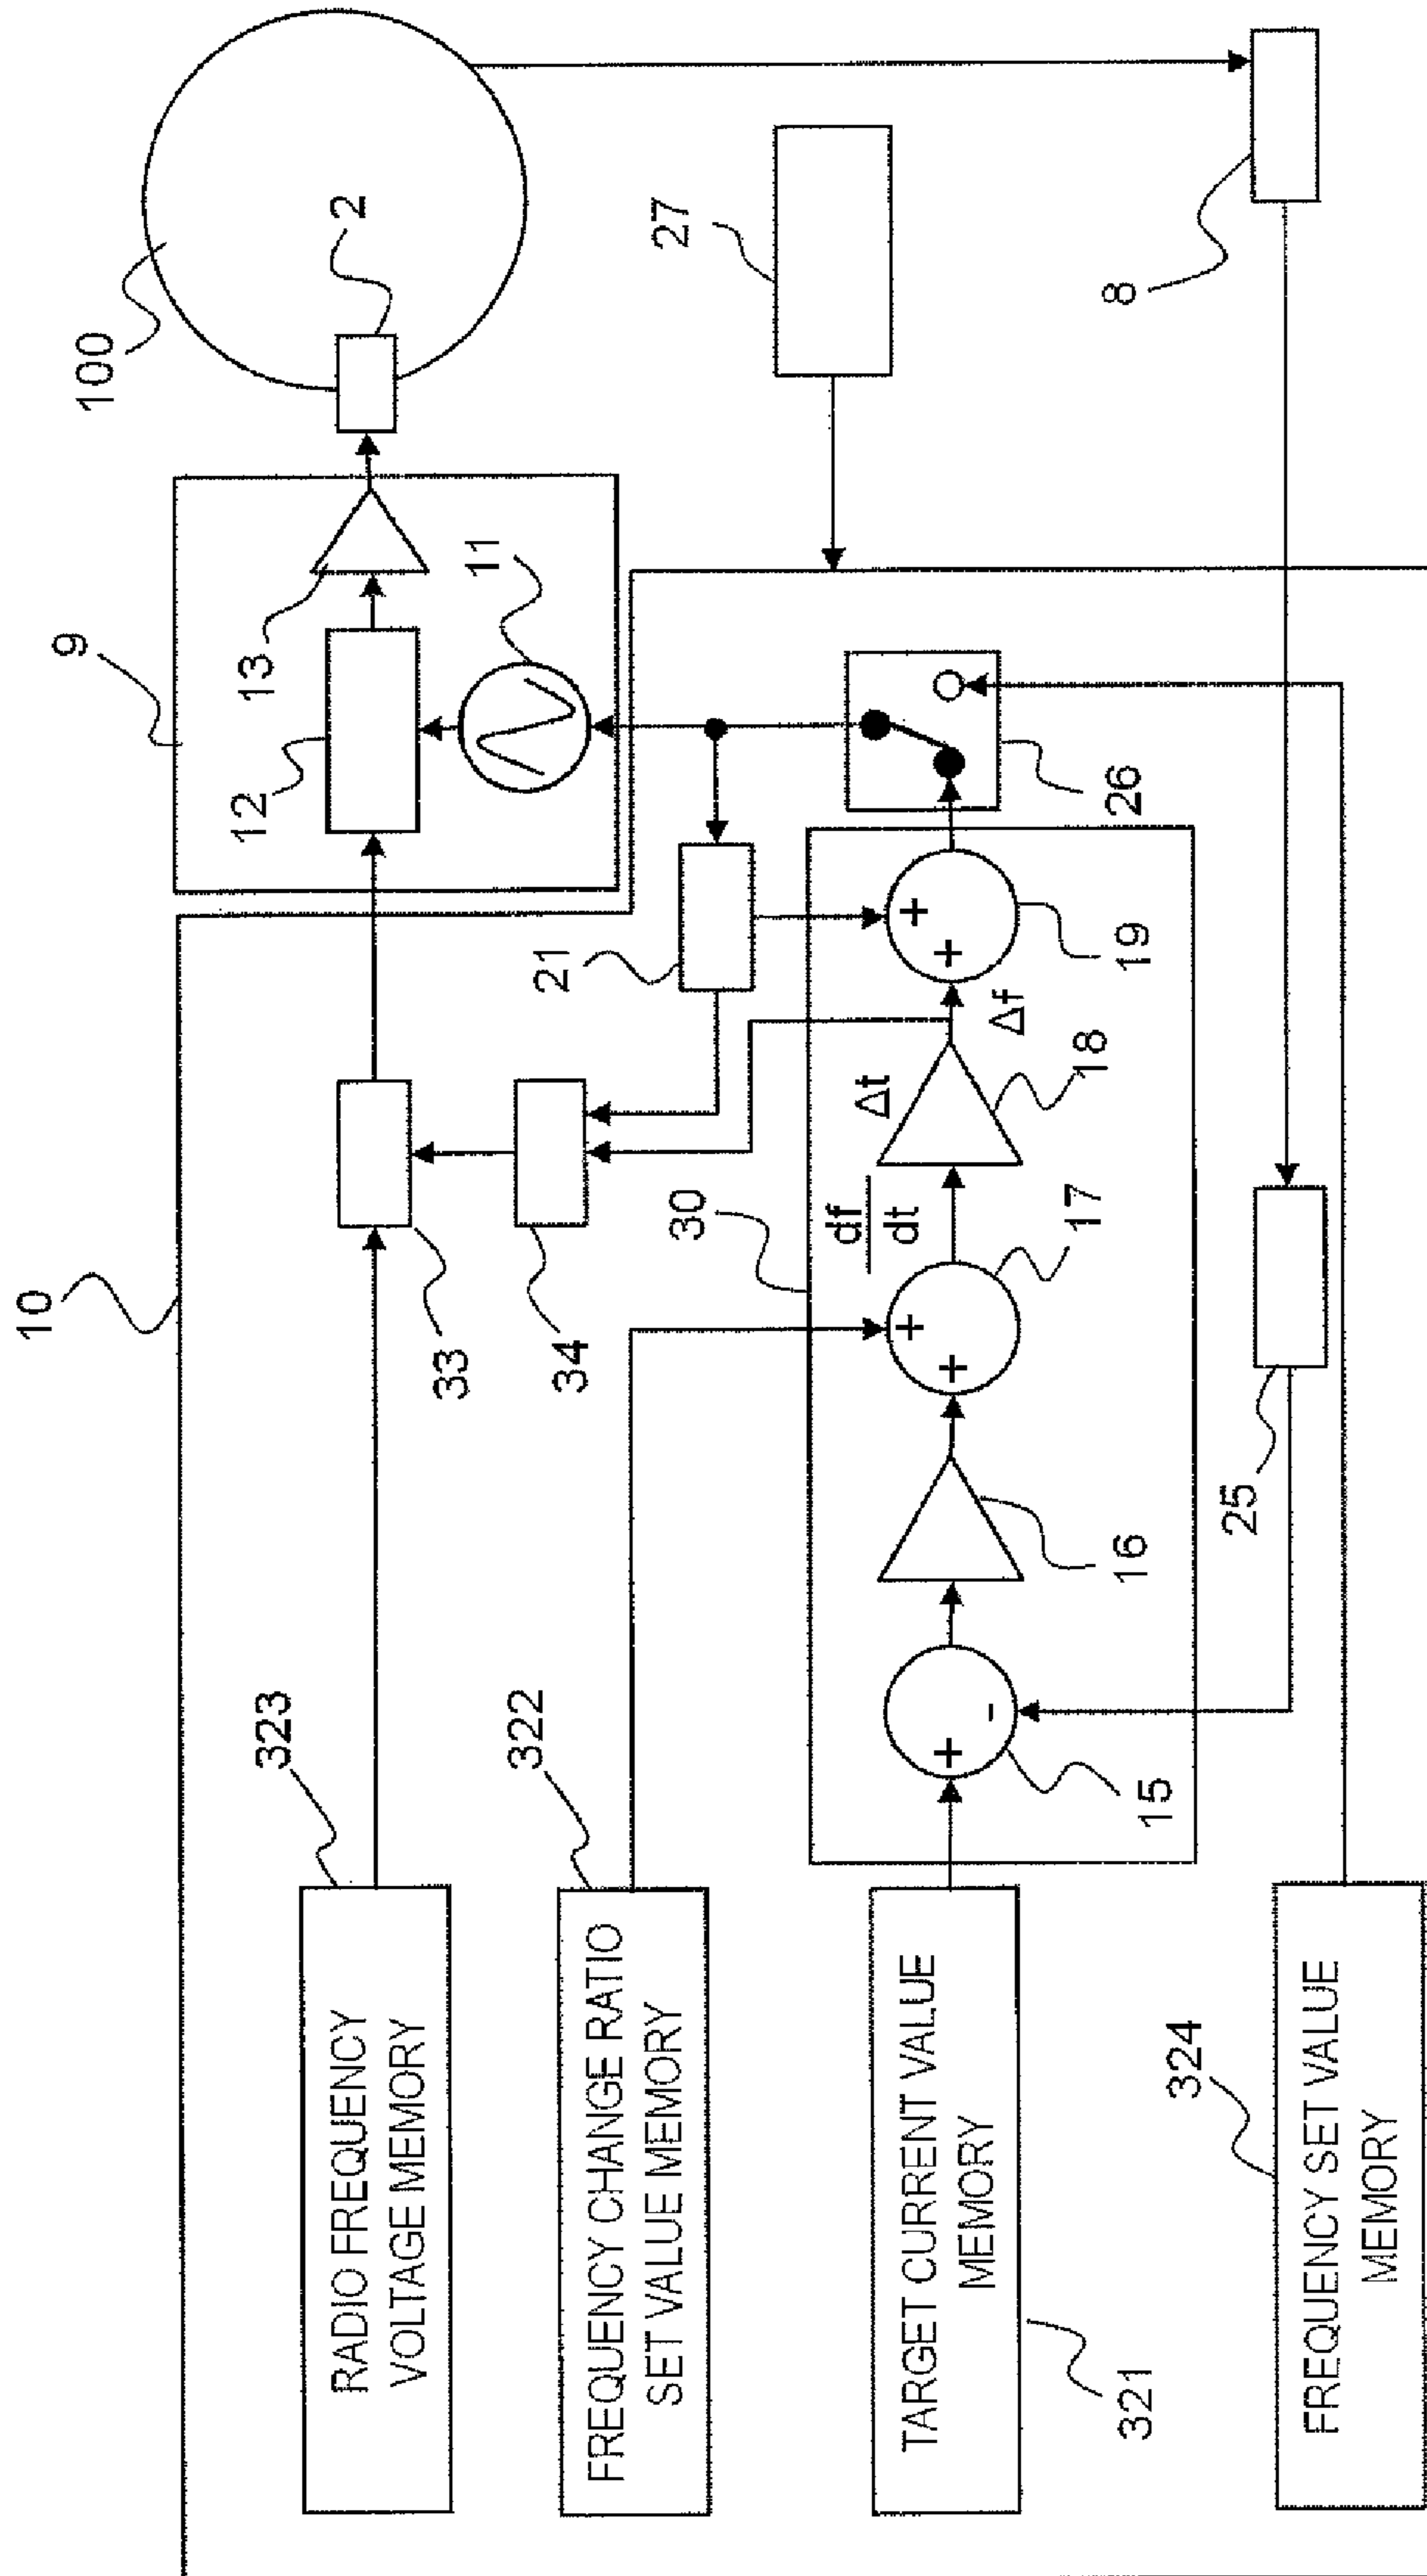 10
9
100
2
13
12
11
323
RADIO FREQUENCY
VOLTAGE MEMORY
33
34
21
27
322
FREQUENCY CHANGE RATIO
SET VALUE MEMORY
30
df
dt
Δt
Δf
+
+
+
+
+
-
15
16
17
18
19
26
8
TARGET CURRENT VALUE
MEMORY
321
25
324
FREQUENCY SET VALUE
MEMORY